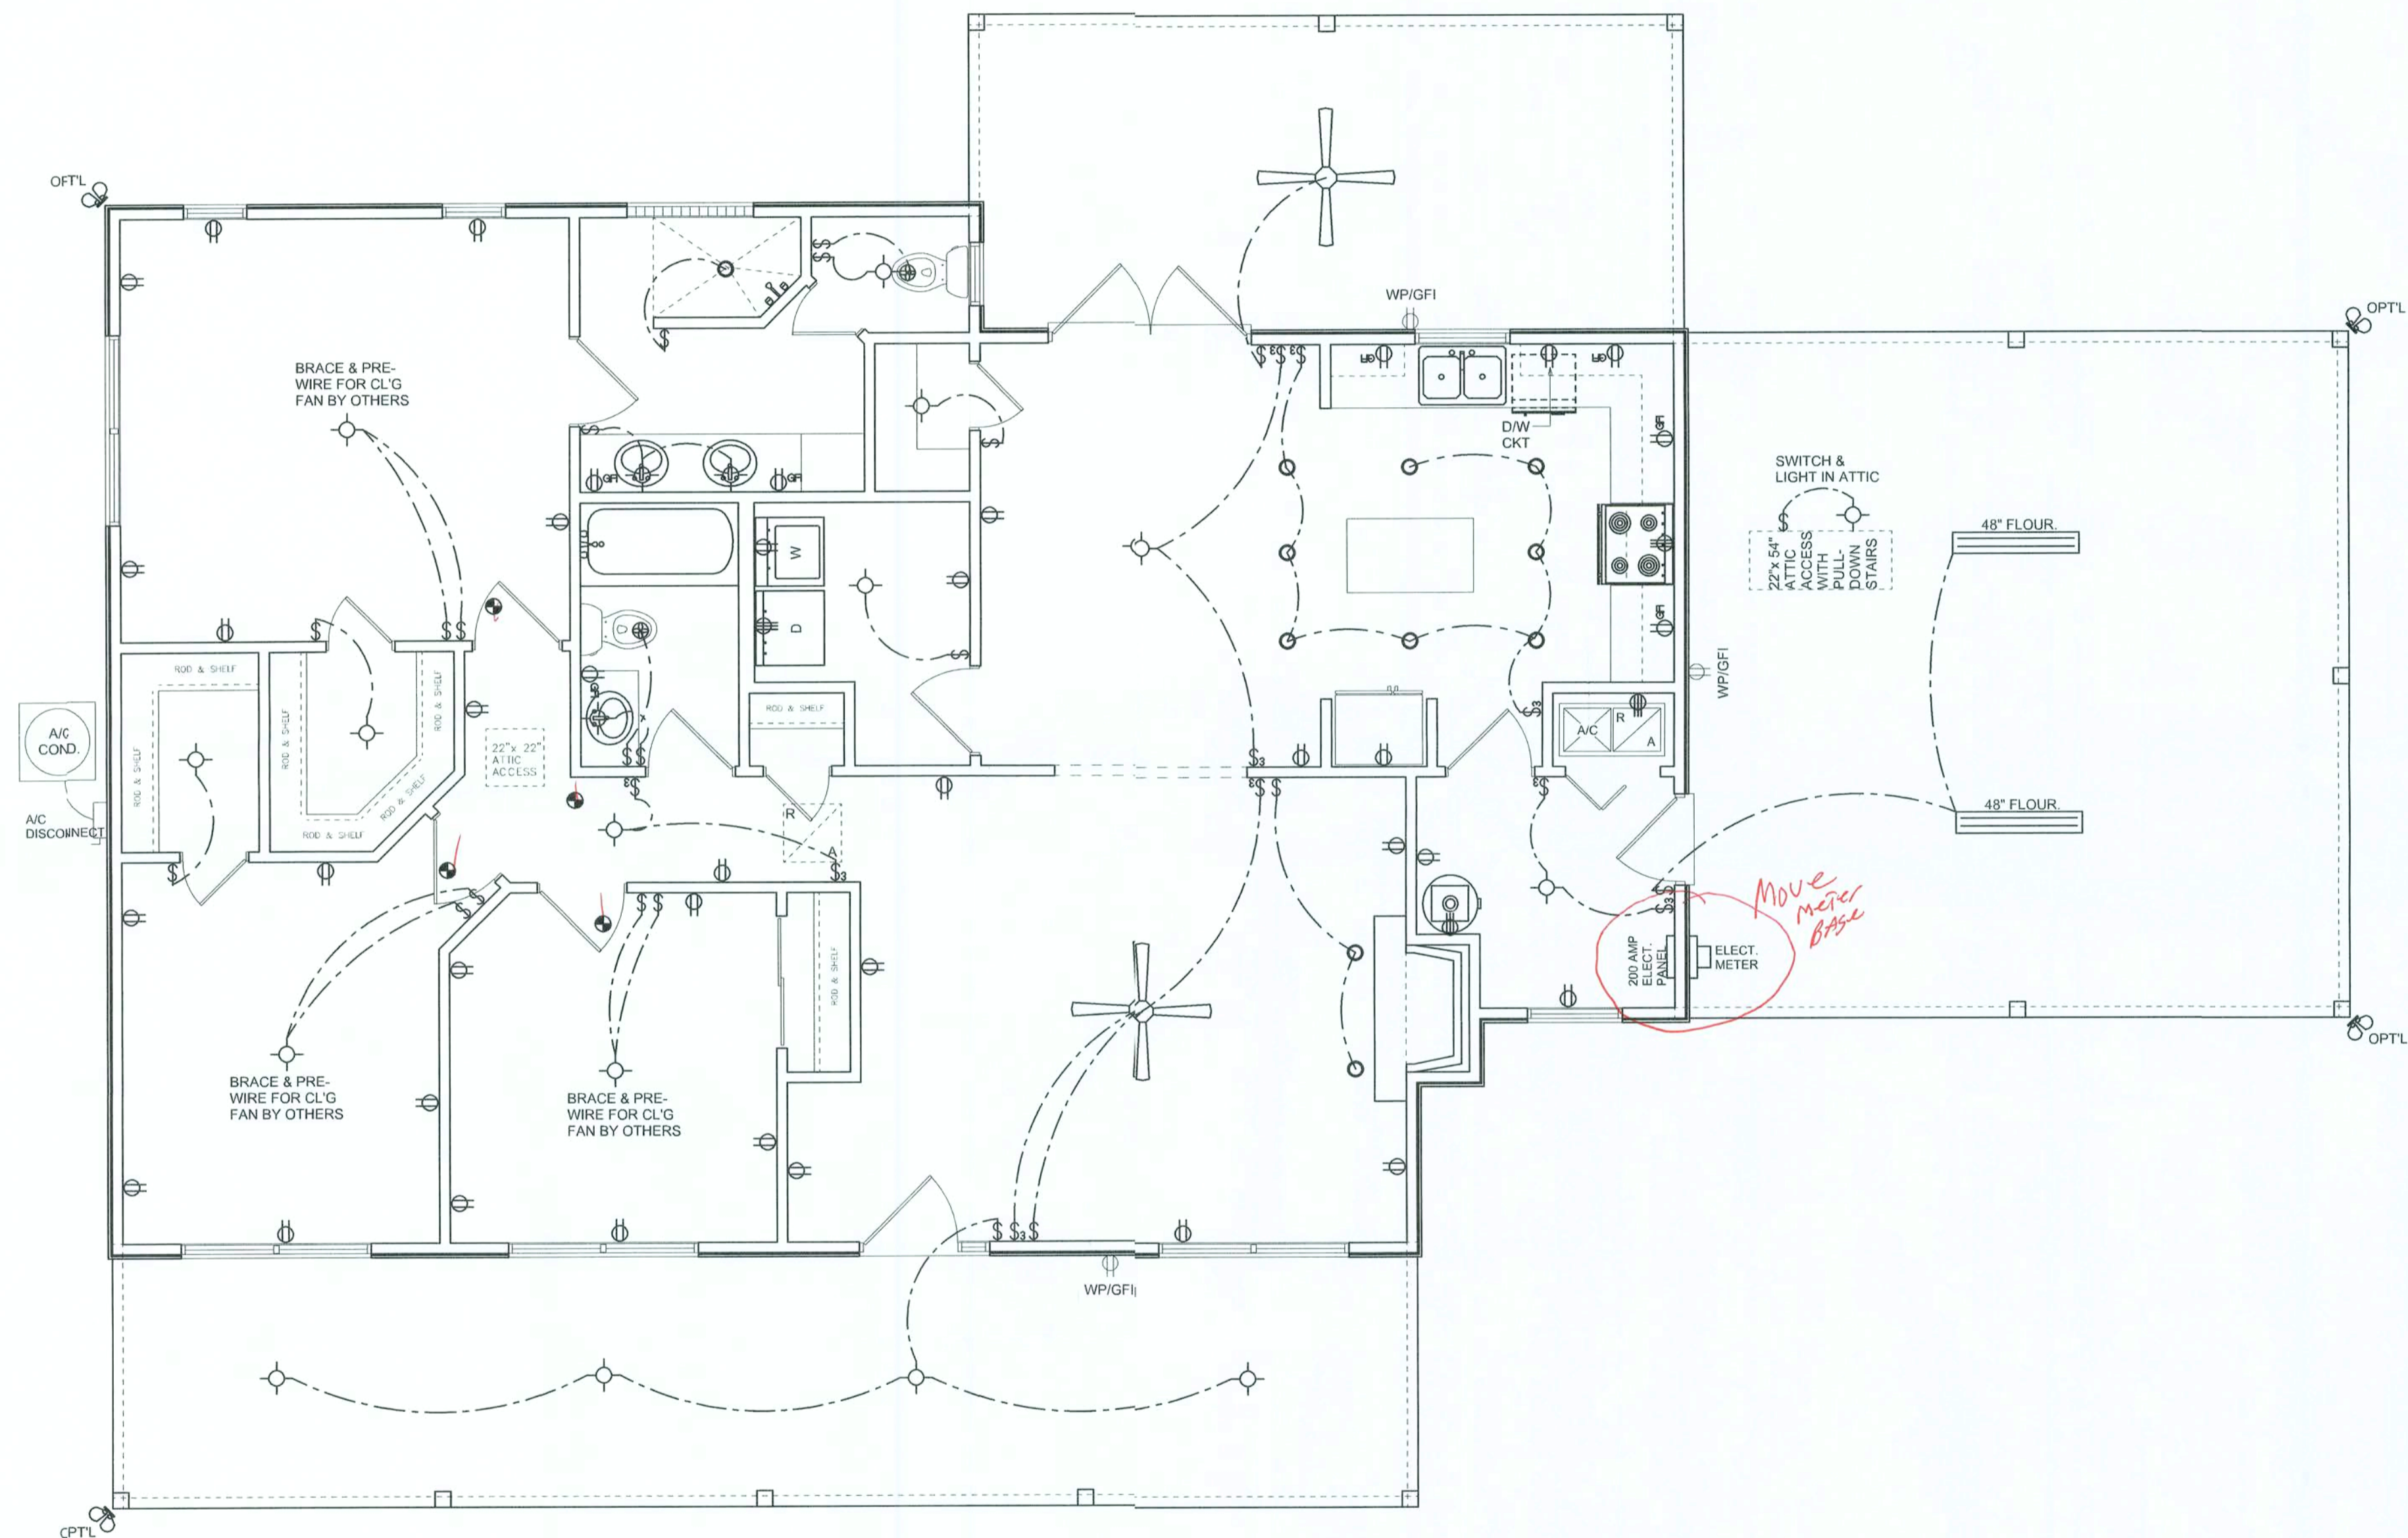 OFT'L
WP/GFI
OPT'L
BRACE & PRE-
WIRE FOR CL'G
FAN BY OTHERS
GFI
GFI
D/W
CKT
GFI
SWITCH &
LIGHT IN ATTIC
48" FLOUR.
22"x 54"
ATTIC
ACCESS
WITH
PULL-
DOWN
STAIRS
GFI
GFI
W
D
GFI
WP/GFI
ROD & SHELF
ROD & SHELF
ROD & SHELF
ROD & SHELF
ROD & SHELF
ROD & SHELF
ROD & SHELF
A/C
COND.
22"x 22"
ATTIC
ACCESS
A/C
R
A
A/C
DISCONNECT
R
A
48" FLOUR.
Move
Meter
BASe
200 AMP
ELECT.
PANEL
ELECT.
METER
ROD & SHELF
OPT'L
BRACE & PRE-
WIRE FOR CL'G
FAN BY OTHERS
BRACE & PRE-
WIRE FOR CL'G
FAN BY OTHERS
WP/GFI
CPT'L